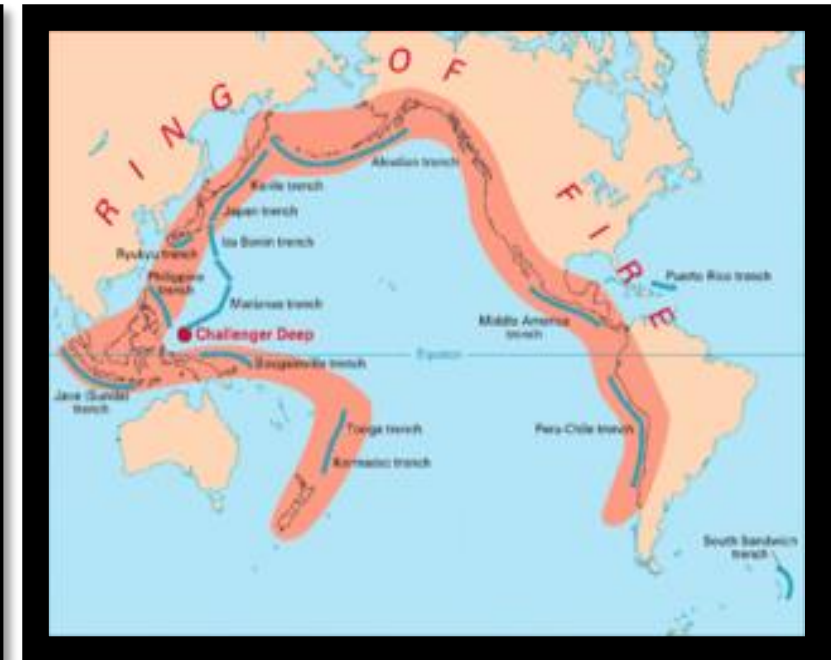 RING OF FIRE
Aleutian trench
Kurile trench
Japan trench
Izu Bonin trench
Ryukyu trench
Philippine
trench
Marianas trench
Challenger Deep
Bougainville trench
Equator
Java (Sunda)
trench
Tonga trench
Kermadec trench
Middle America
trench
Peru-Chile trench
Puerto Rico trench
South Sandwich
trench